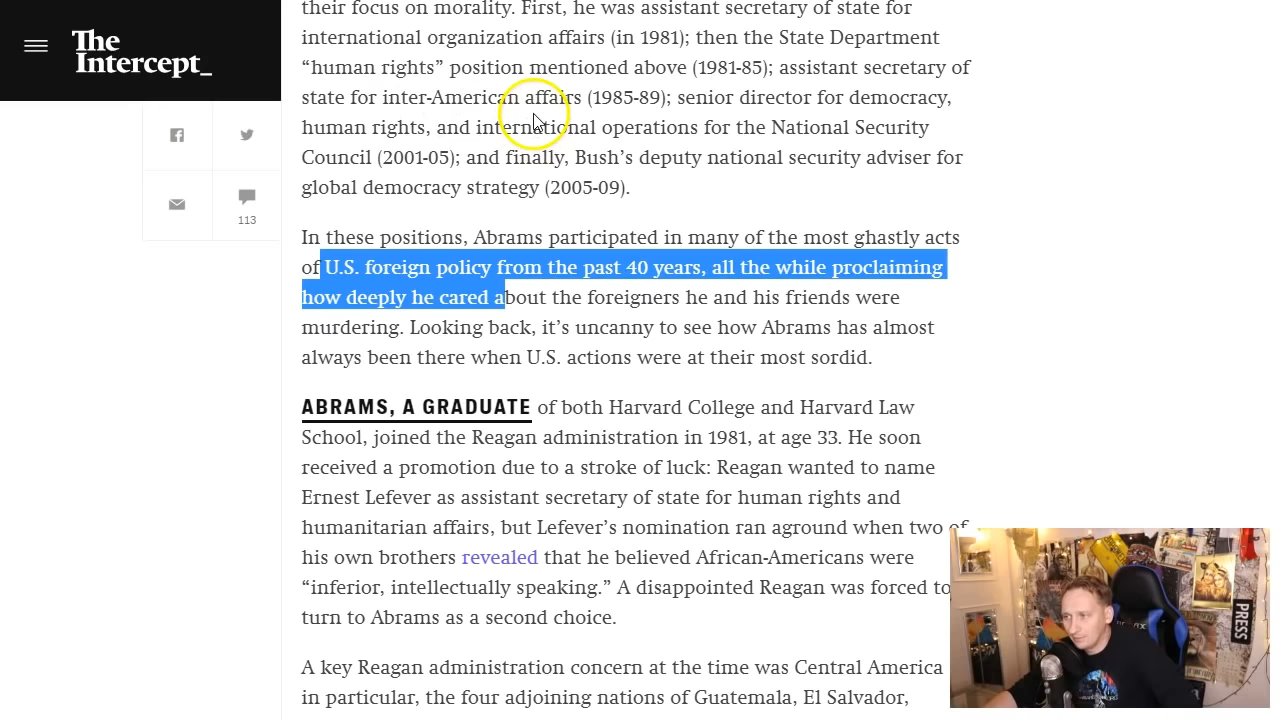 The
Intercept_
113
their focus on morality. First, he was assistant secretary of state for
international organization affairs (in 1981); then the State Department
“human rights” position mentioned above (1981-85); assistant secretary of
state for inter-American affairs (1985-89); senior director for democracy,
human rights, and international operations for the National Security
Council (2001-05); and finally, Bush’s deputy national security adviser for
global democracy strategy (2005-09).
In these positions, Abrams participated in many of the most ghastly acts
of U.S. foreign policy from the past 40 years, all the while proclaiming
how deeply he cared about the foreigners he and his friends were
murdering. Looking back, it’s uncanny to see how Abrams has almost
always been there when U.S. actions were at their most sordid.
ABRAMS, A GRADUATE of both Harvard College and Harvard Law
School, joined the Reagan administration in 1981, at age 33. He soon
received a promotion due to a stroke of luck: Reagan wanted to name
Ernest Lefever as assistant secretary of state for human rights and
humanitarian affairs, but Lefever’s nomination ran aground when two of
his own brothers revealed that he believed African-Americans were
“inferior, intellectually speaking.” A disappointed Reagan was forced to
turn to Abrams as a second choice.
A key Reagan administration concern at the time was Central America
in particular, the four adjoining nations of Guatemala, El Salvador,
PRESS